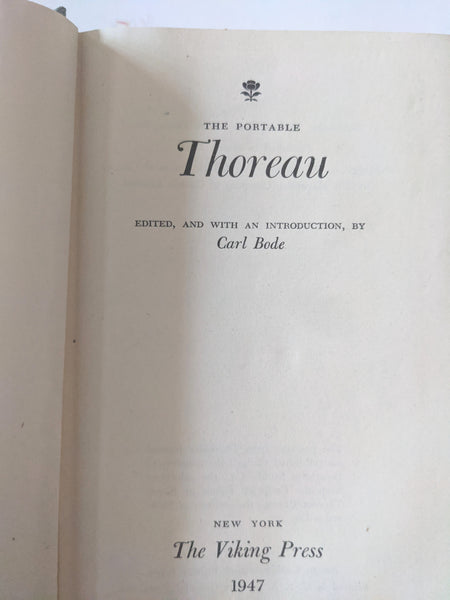 THE PORTABLE
Thoreau
EDITED, AND WITH AN INTRODUCTION, BY
Carl Bode
NEW YORK
The Viking Press
1947